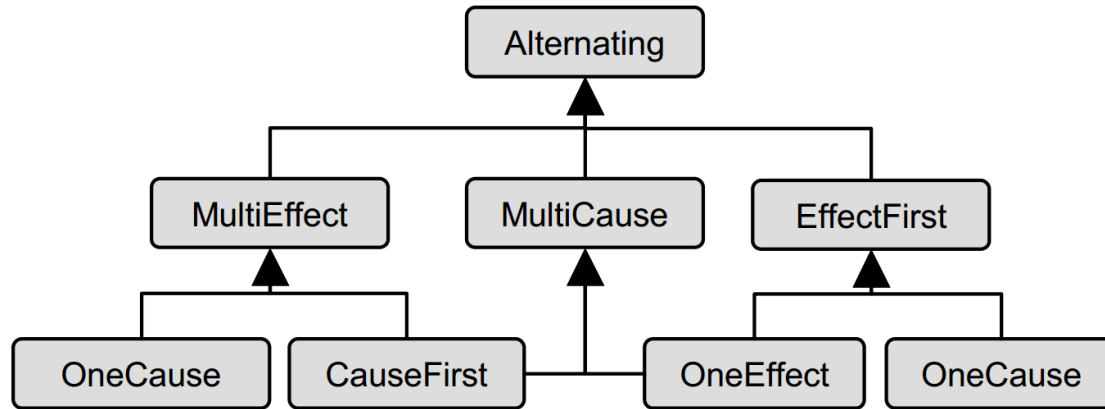 Alternating
MultiEffect
MultiCause
EffectFirst
OneCause
CauseFirst
OneEffect
OneCause